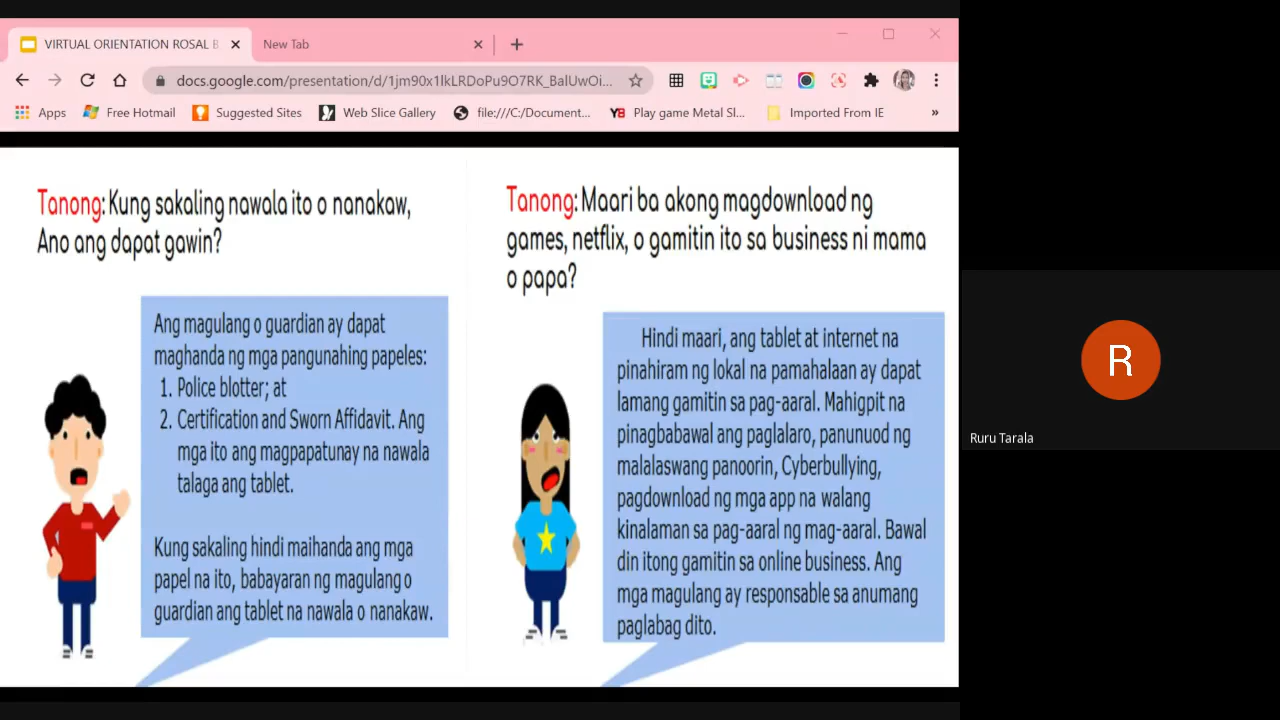 VIRTUAL ORIENTATION ROSAL B
New Tab
docs.google.com/presentation/d/1jm90x1lkLRDoPu9O7RK_BalUwOi...
Apps
Free Hotmail
Suggested Sites
Web Slice Gallery
file:///C:/Document...
YB Play game Metal Sl...
Imported From IE
»
Tanong: Kung sakaling nawala ito o nanakaw,
Ano ang dapat gawin?
Ang magulang o guardian ay dapat
maghanda ng mga pangunahing papeles:
1. Police blotter; at
2. Certification and Sworn Affidavit. Ang
mga ito ang magpapatunay na nawala
talaga ang tablet.
Kung sakaling hindi maihanda ang mga
papel na ito, babayaran ng magulang o
guardian ang tablet na nawala o nanakaw.
Tanong: Maari ba akong magdownload ng
games, netflix, o gamitin ito sa business ni mama
o papa?
Hindi maari, ang tablet at internet na
pinahiram ng lokal na pamahalaan ay dapat
lamang gamitin sa pag-aaral. Mahigpit na
pinagbabawal ang paglalaro, panunuod ng
malalaswang panoorin, Cyberbullying,
pagdownload ng mga app na walang
kinalaman sa pag-aaral ng mag-aaral. Bawal
din itong gamitin sa online business. Ang
mga magulang ay responsable sa anumang
paglabag dito.
R
Ruru Tarala